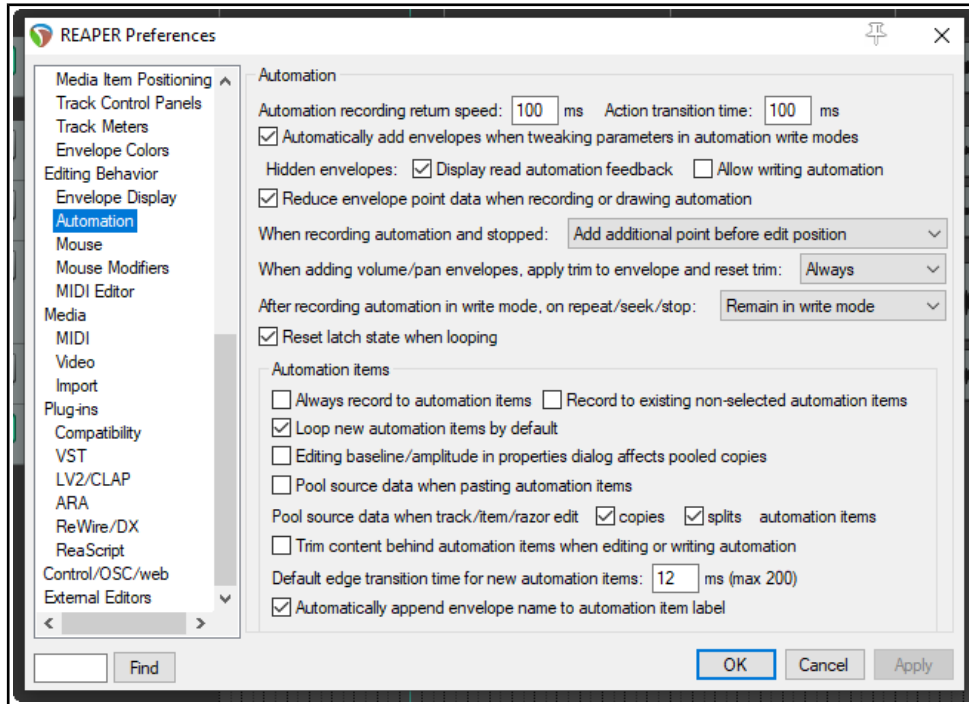 REAPER Preferences
Media Item Positioning
Track Control Panels
Track Meters
Envelope Colors
Editing Behavior
Envelope Display
Automation
Mouse
Mouse Modifiers
MIDI Editor
Media
MIDI
Video
Import
Plug-ins
Compatibility
VST
LV2/CLAP
ARA
ReWire/DX
ReaScript
Control/OSC/web
External Editors
Find
Automation
Automation recording return speed: 100 ms Action transition time: 100 ms
Automatically add envelopes when tweaking parameters in automation write modes
Hidden envelopes: Display read automation feedback Allow writing automation
Reduce envelope point data when recording or drawing automation
When recording automation and stopped: Add additional point before edit position
When adding volume/pan envelopes, apply trim to envelope and reset trim: Always
After recording automation in write mode, on repeat/seek/stop: Remain in write mode
Reset latch state when looping
Automation items
Always record to automation items Record to existing non-selected automation items
Loop new automation items by default
Editing baseline/amplitude in properties dialog affects pooled copies
Pool source data when pasting automation items
Pool source data when track/item/razor edit copies splits automation items
Trim content behind automation items when editing or writing automation
Default edge transition time for new automation items: 12 ms (max 200)
Automatically append envelope name to automation item label
OK Cancel Apply